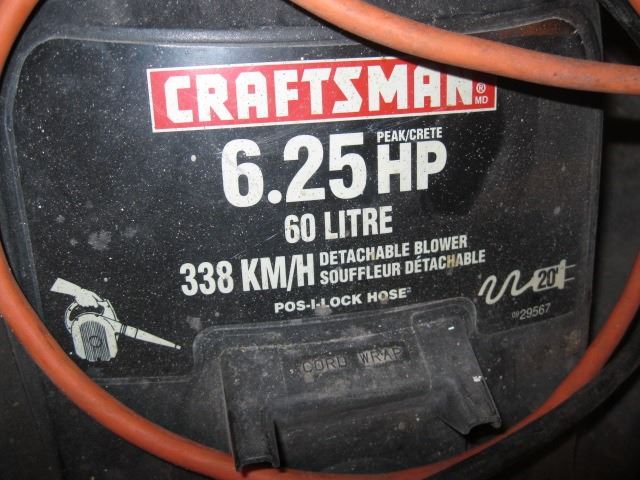 CRAFTSMAN® MD
PEAK/CRETE
6.25 HP
60 LITRE
338 KM/H DETACHABLE BLOWER
SOUFFLEUR DÉTACHABLE
POS-I-LOCK HOSE
20'
29567
CORD WRAP